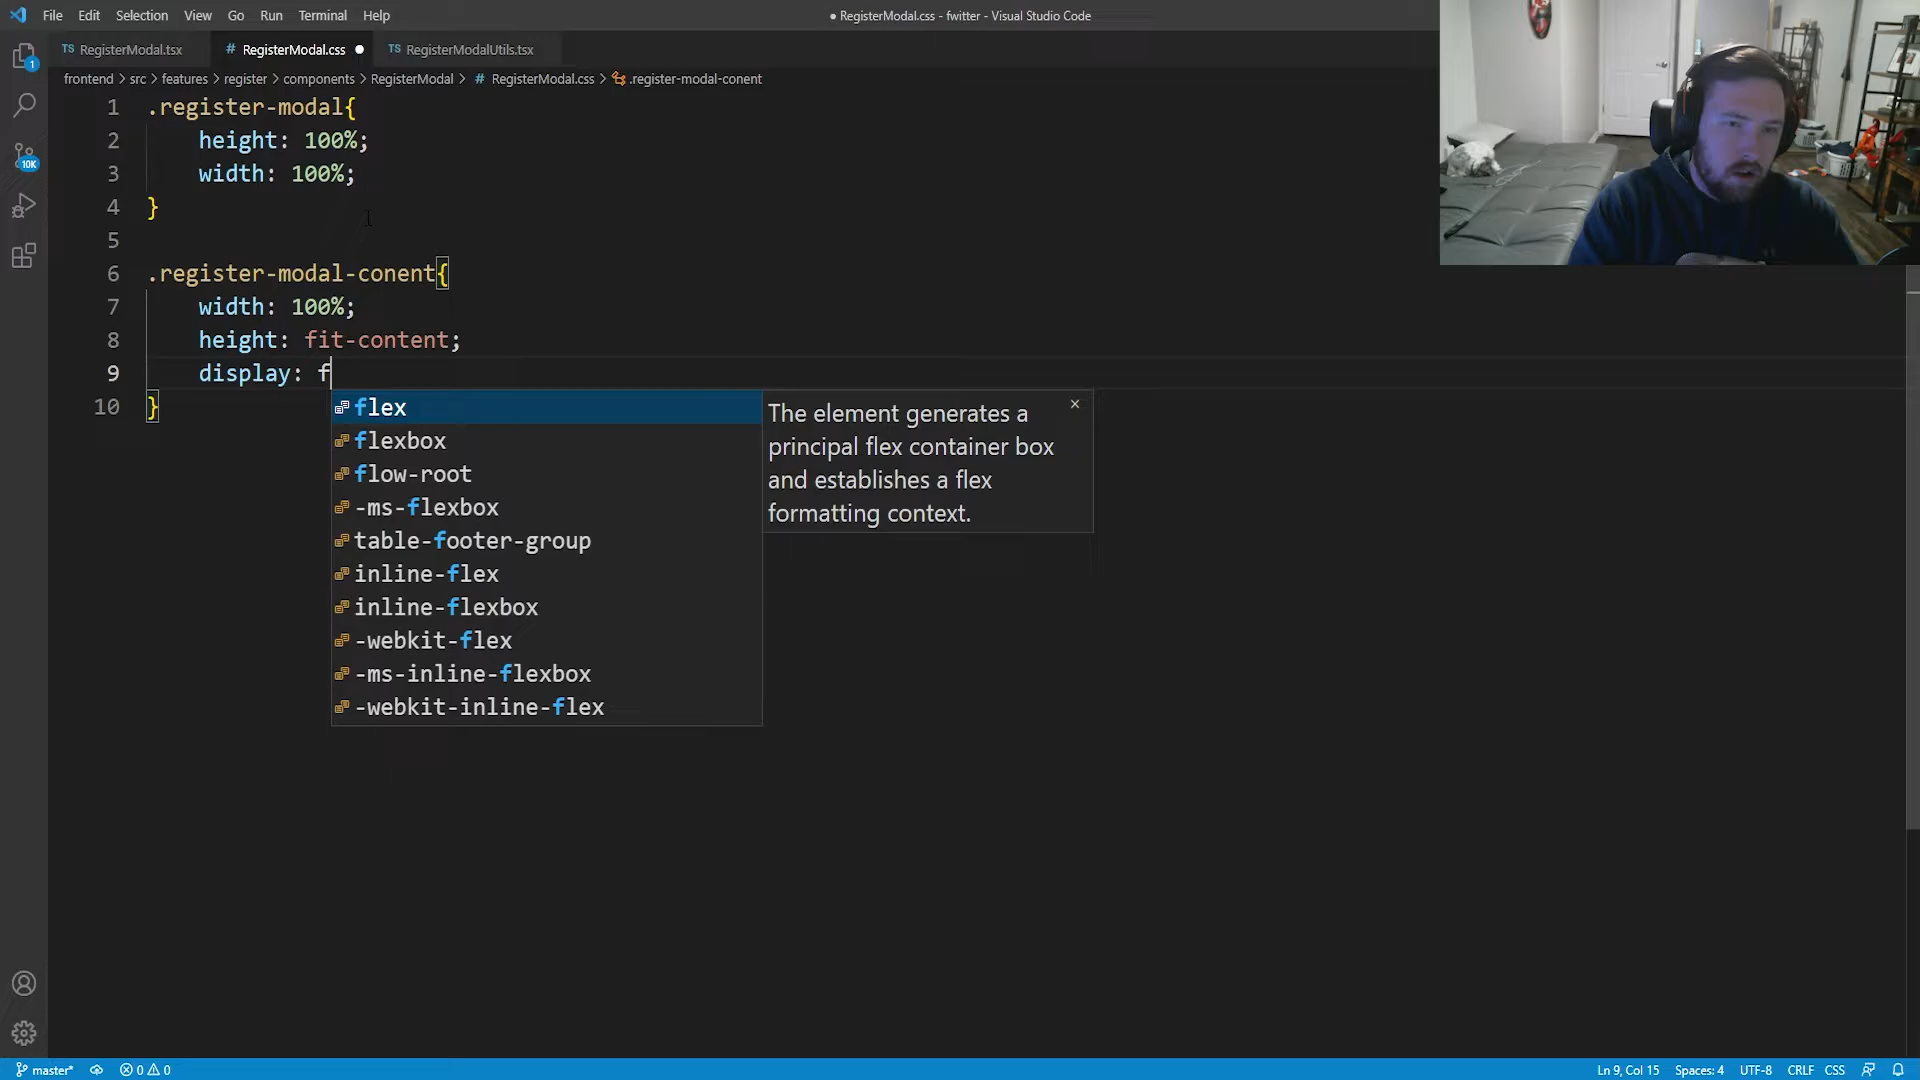 File Edit Selection View Go Run Terminal Help
● RegisterModal.css - fwitter - Visual Studio Code
TS RegisterModal.tsx
# RegisterModal.css ●
TS RegisterModalUtils.tsx
frontend > src > features > register > components > RegisterModal > # RegisterModal.css > .register-modal-conent
1 .register-modal{
2 height: 100%;
3 width: 100%;
4 }
5
6 .register-modal-conent{
7 width: 100%;
8 height: fit-content;
9 display: f
10 }
flex
flexbox
flow-root
-ms-flexbox
table-footer-group
inline-flex
inline-flexbox
-webkit-flex
-ms-inline-flexbox
-webkit-inline-flex
The element generates a
principal flex container box
and establishes a flex
formatting context.
1
10K
master* 0 0 Ln 9, Col 15 Spaces: 4 UTF-8 CRLF CSS